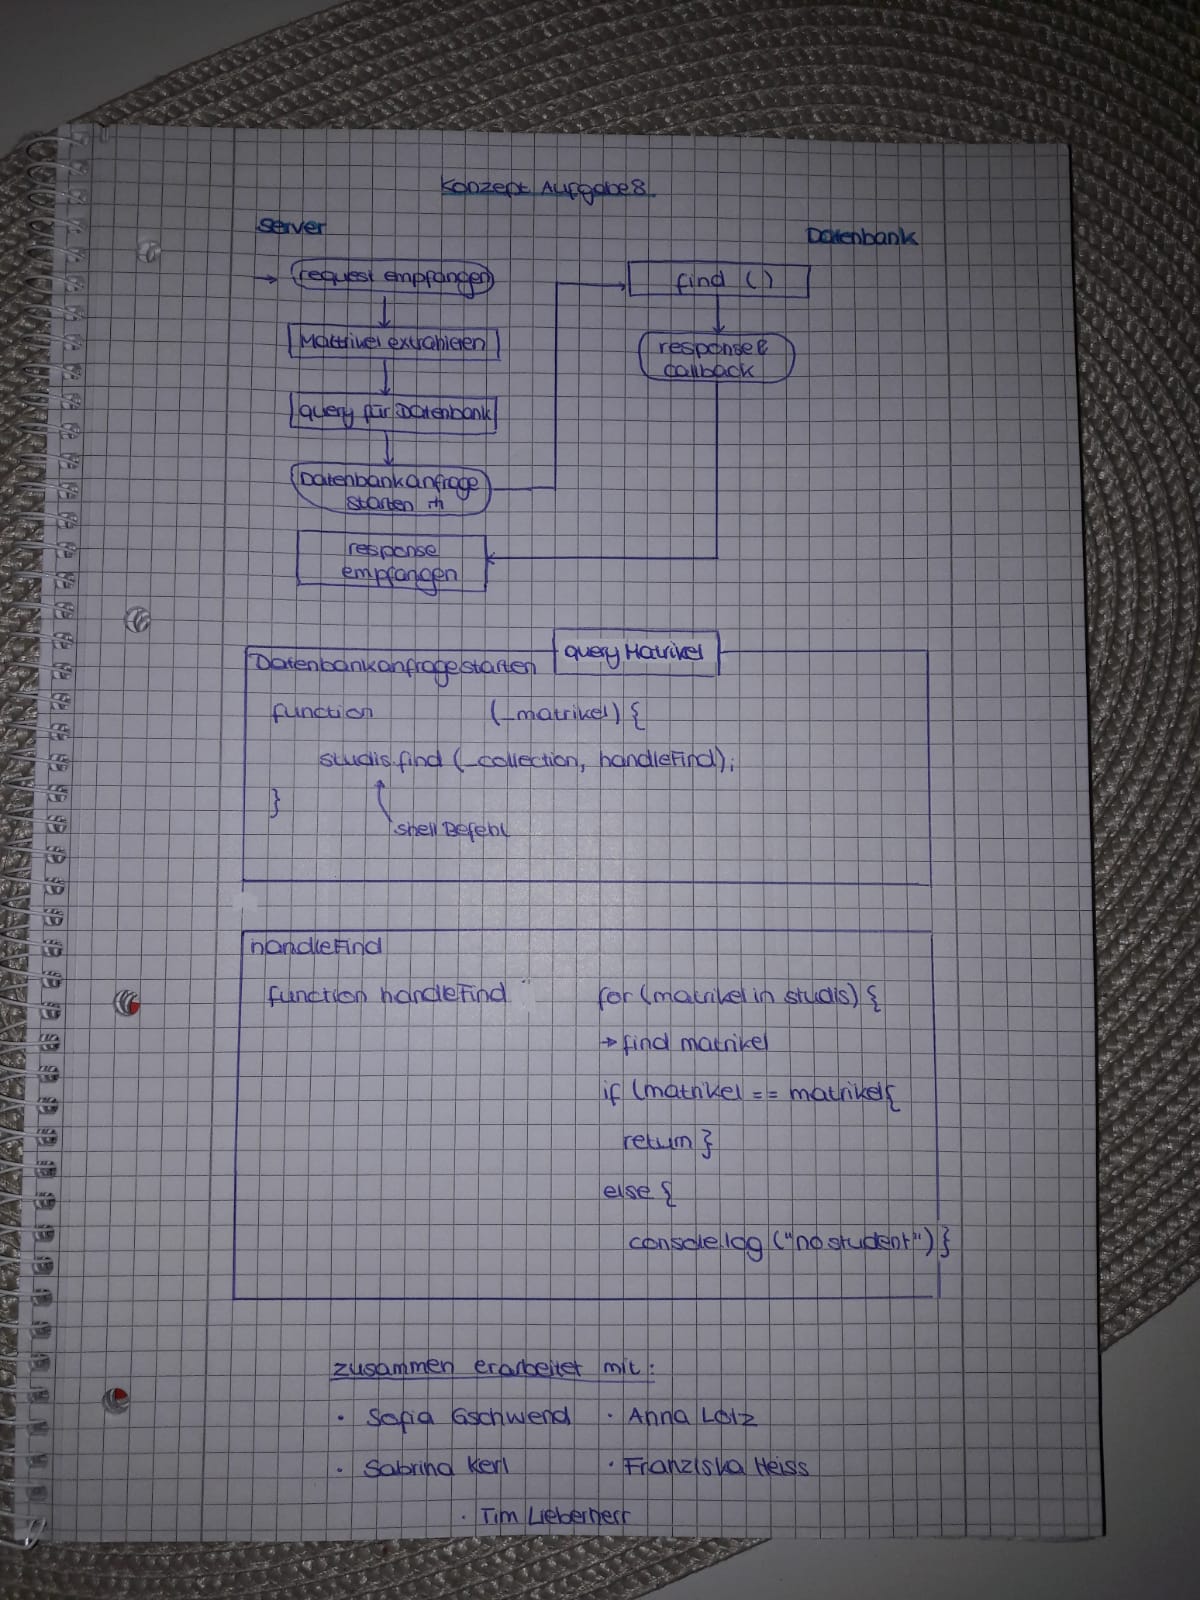 Konzept Aufgabe 8
Server
Datenbank
→ request empfangen
Matrikel extrahieren
query für Datenbank
Datenbankanfrage
starten
response
empfangen
find ()
response &
callback
Datenbankanfrage starten
query Matrikel
function (_matrikel) {
studis.find (_collection, handleFind);
}
shell Befehl
handleFind
function handleFind
for (matrikel in studis) {
→ find matrikel
if (matrikel == matrikel{
return }
else {
console.log ("no student") }
zusammen erarbeitet mit:
· Sofia Gschwend · Anna Lotz
· Sabrina Kerl · Franziska Heiss
· Tim Lieberherr